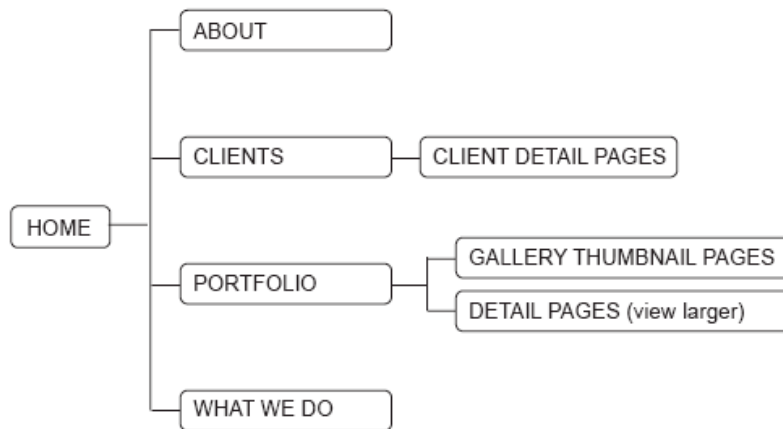 ABOUT
CLIENTS
CLIENT DETAIL PAGES
HOME
GALLERY THUMBNAIL PAGES
PORTFOLIO
DETAIL PAGES (view larger)
WHAT WE DO